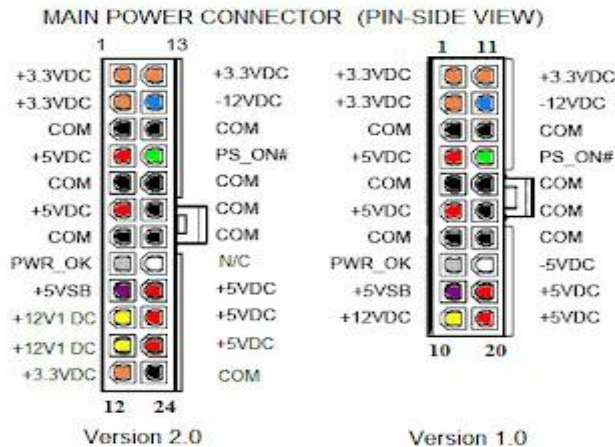 MAIN POWER CONNECTOR (PIN-SIDE VIEW)
1 13
+3.3VDC +3.3VDC
+3.3VDC -12VDC
COM COM
+5VDC PS_ON#
COM COM
+5VDC COM
COM COM
PWR_OK N/C
+5VSB +5VDC
+12V1 DC +5VDC
+12V1 DC +5VDC
+3.3VDC COM
12 24
Version 2.0
1 11
+3.3VDC +3.3VDC
+3.3VDC -12VDC
COM COM
+5VDC PS_ON#
COM COM
+5VDC COM
COM COM
PWR_OK -5VDC
+5VSB +5VDC
+12VDC +5VDC
10 20
Version 1.0